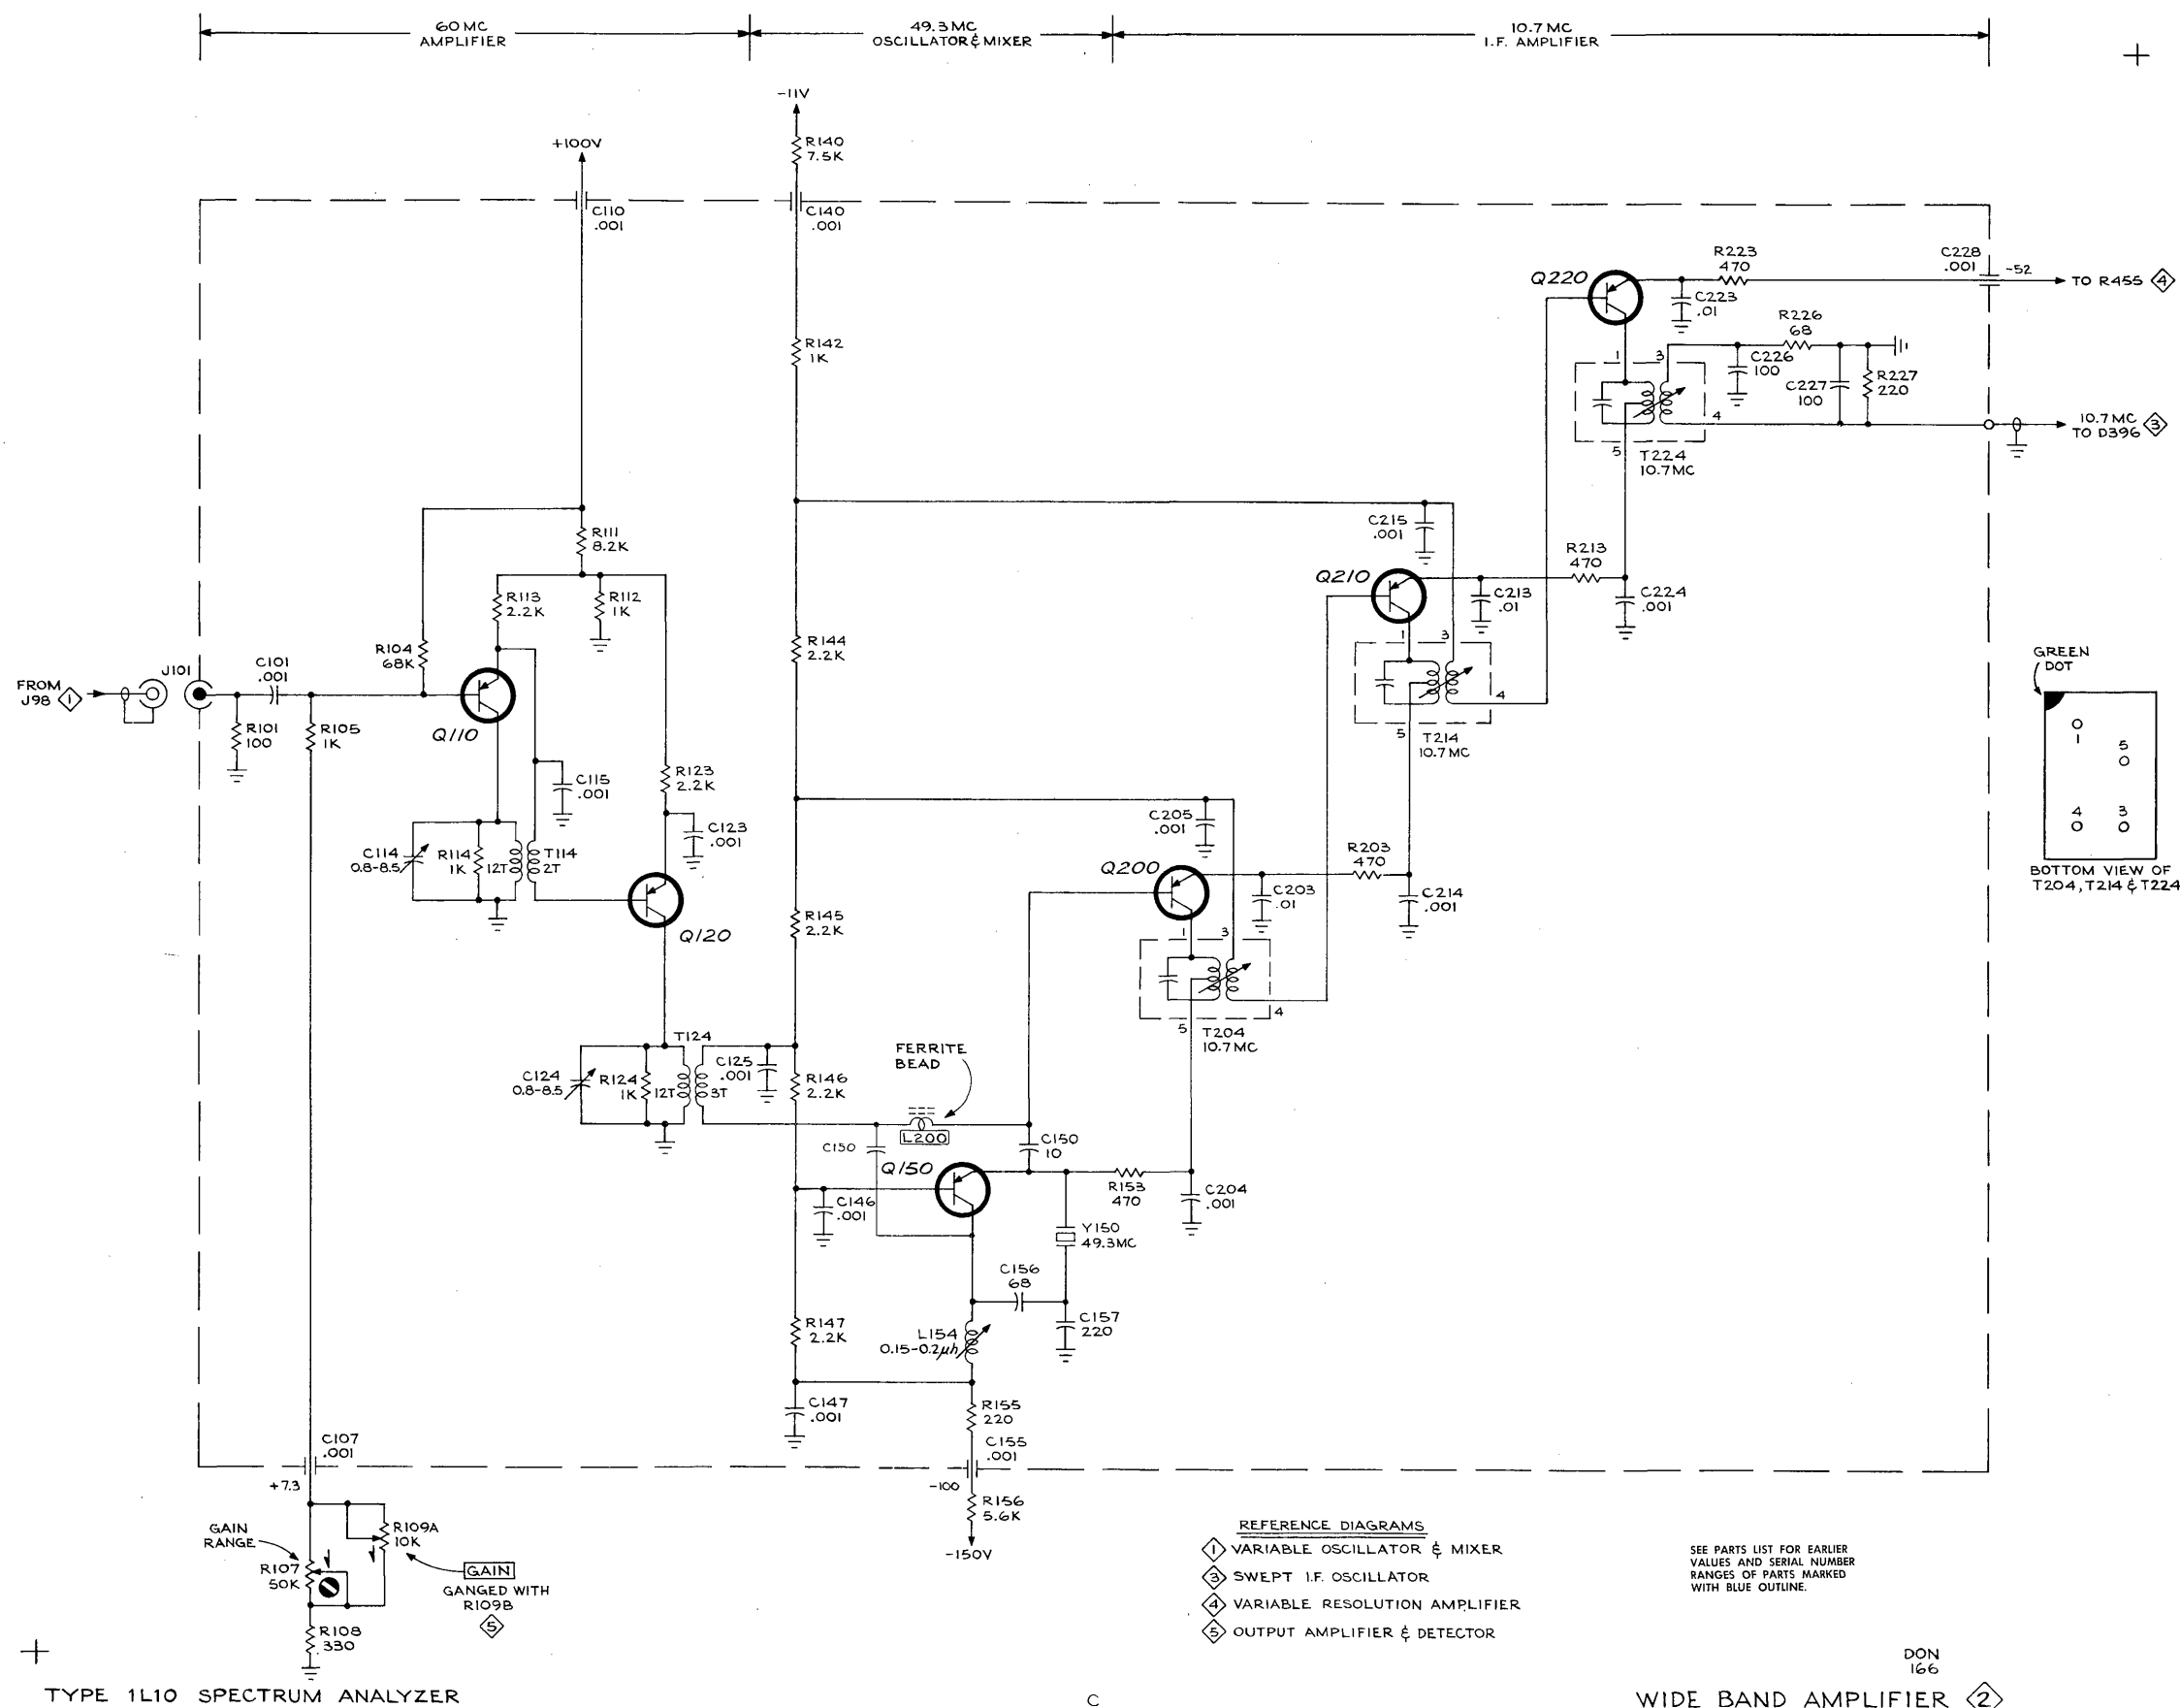 60 MC
AMPLIFIER
49.3 MC
OSCILLATOR & MIXER
10.7 MC
I.F. AMPLIFIER
-11V
R140
7.5K
+100V
C110
.001
C140
.001
R142
1K
Q220
R223
470
C228
.001
-52
TO R455 4
C223
.01
R226
68
1
3
C226
100
C227
100
R227
220
4
10.7 MC
TO D396 3
5
T224
10.7 MC
R111
8.2K
C215
.001
R213
470
Q210
C213
.01
C224
.001
R113
2.2K
R112
1K
R104
68K
R144
2.2K
1
3
4
5
T214
10.7 MC
FROM
J98 1
J101
C101
.001
R101
100
R105
1K
Q110
C115
.001
R123
2.2K
C123
.001
C114
0.8-8.5
R114
1K
12T
T114
2T
Q120
C205
.001
Q200
R203
470
C203
.01
C214
.001
R145
2.2K
1
3
4
5
T204
10.7 MC
GREEN
DOT
1
5
4
3
BOTTOM VIEW OF
T204, T214 & T224
T124
C124
0.8-8.5
R124
1K
12T
3T
C125
.001
R146
2.2K
FERRITE
BEAD
L200
C150
C150
10
Q150
R153
470
C204
.001
C146
.001
Y150
49.3MC
C156
68
C157
220
R147
2.2K
L154
0.15-0.2µh
C147
.001
R155
220
C155
.001
-100
R156
5.6K
-150V
C107
.001
+7.3
GAIN
RANGE
R107
50K
R109A
10K
GAIN
GANGED WITH
R109B
5
R108
330
REFERENCE DIAGRAMS
1 VARIABLE OSCILLATOR & MIXER
3 SWEPT I.F. OSCILLATOR
4 VARIABLE RESOLUTION AMPLIFIER
5 OUTPUT AMPLIFIER & DETECTOR
SEE PARTS LIST FOR EARLIER
VALUES AND SERIAL NUMBER
RANGES OF PARTS MARKED
WITH BLUE OUTLINE.
DON
166
TYPE 1L10 SPECTRUM ANALYZER
C
WIDE BAND AMPLIFIER 2